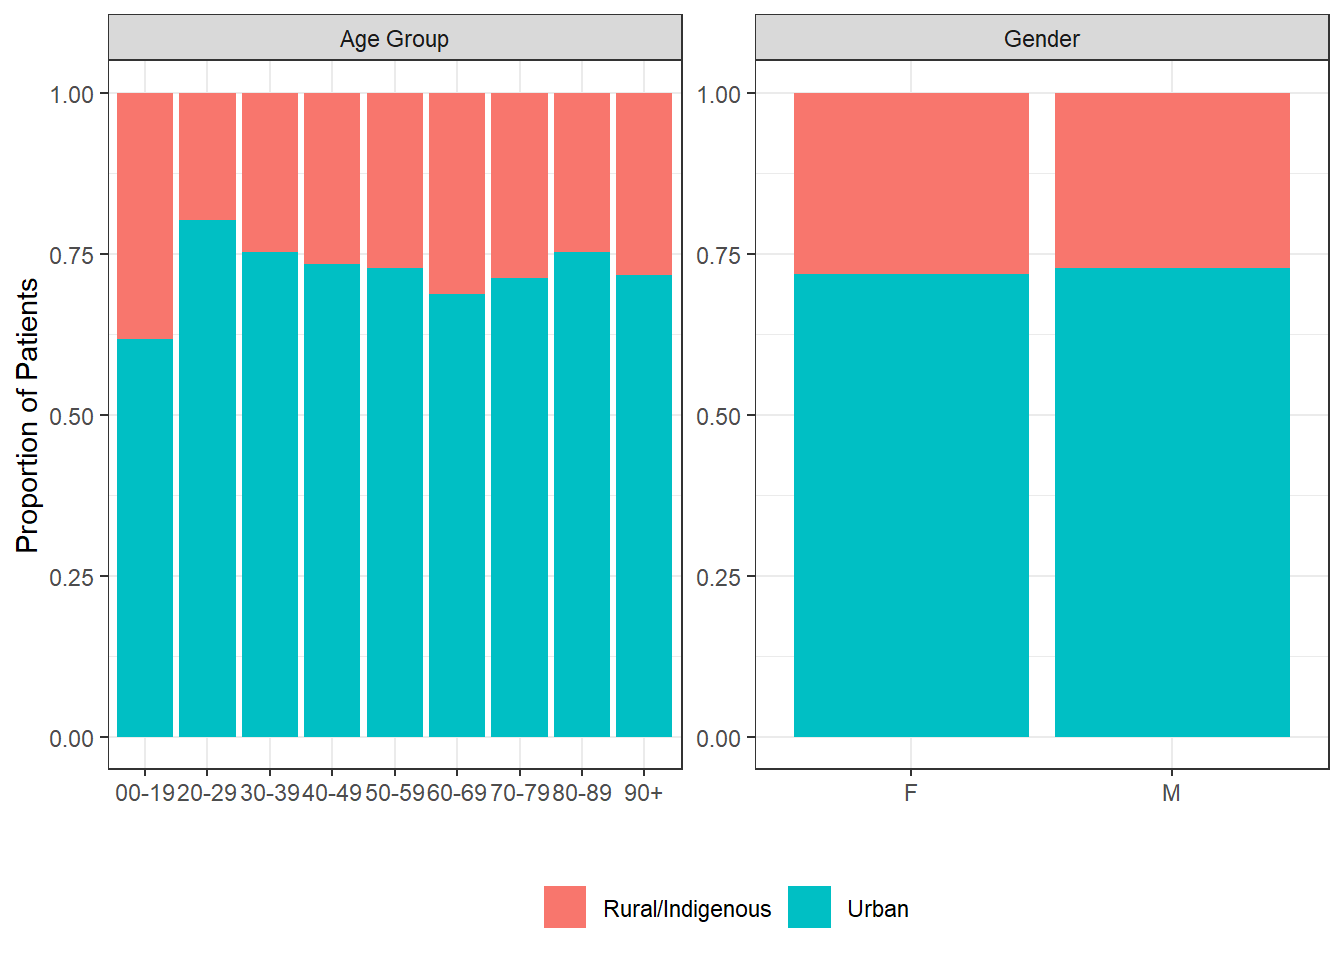 Age Group
Gender
Proportion of Patients
1.00
0.75
0.50
0.25
0.00
1.00
0.75
0.50
0.25
0.00
00-19 20-29 30-39 40-49 50-59 60-69 70-79 80-89 90+
F M
Rural/Indigenous Urban